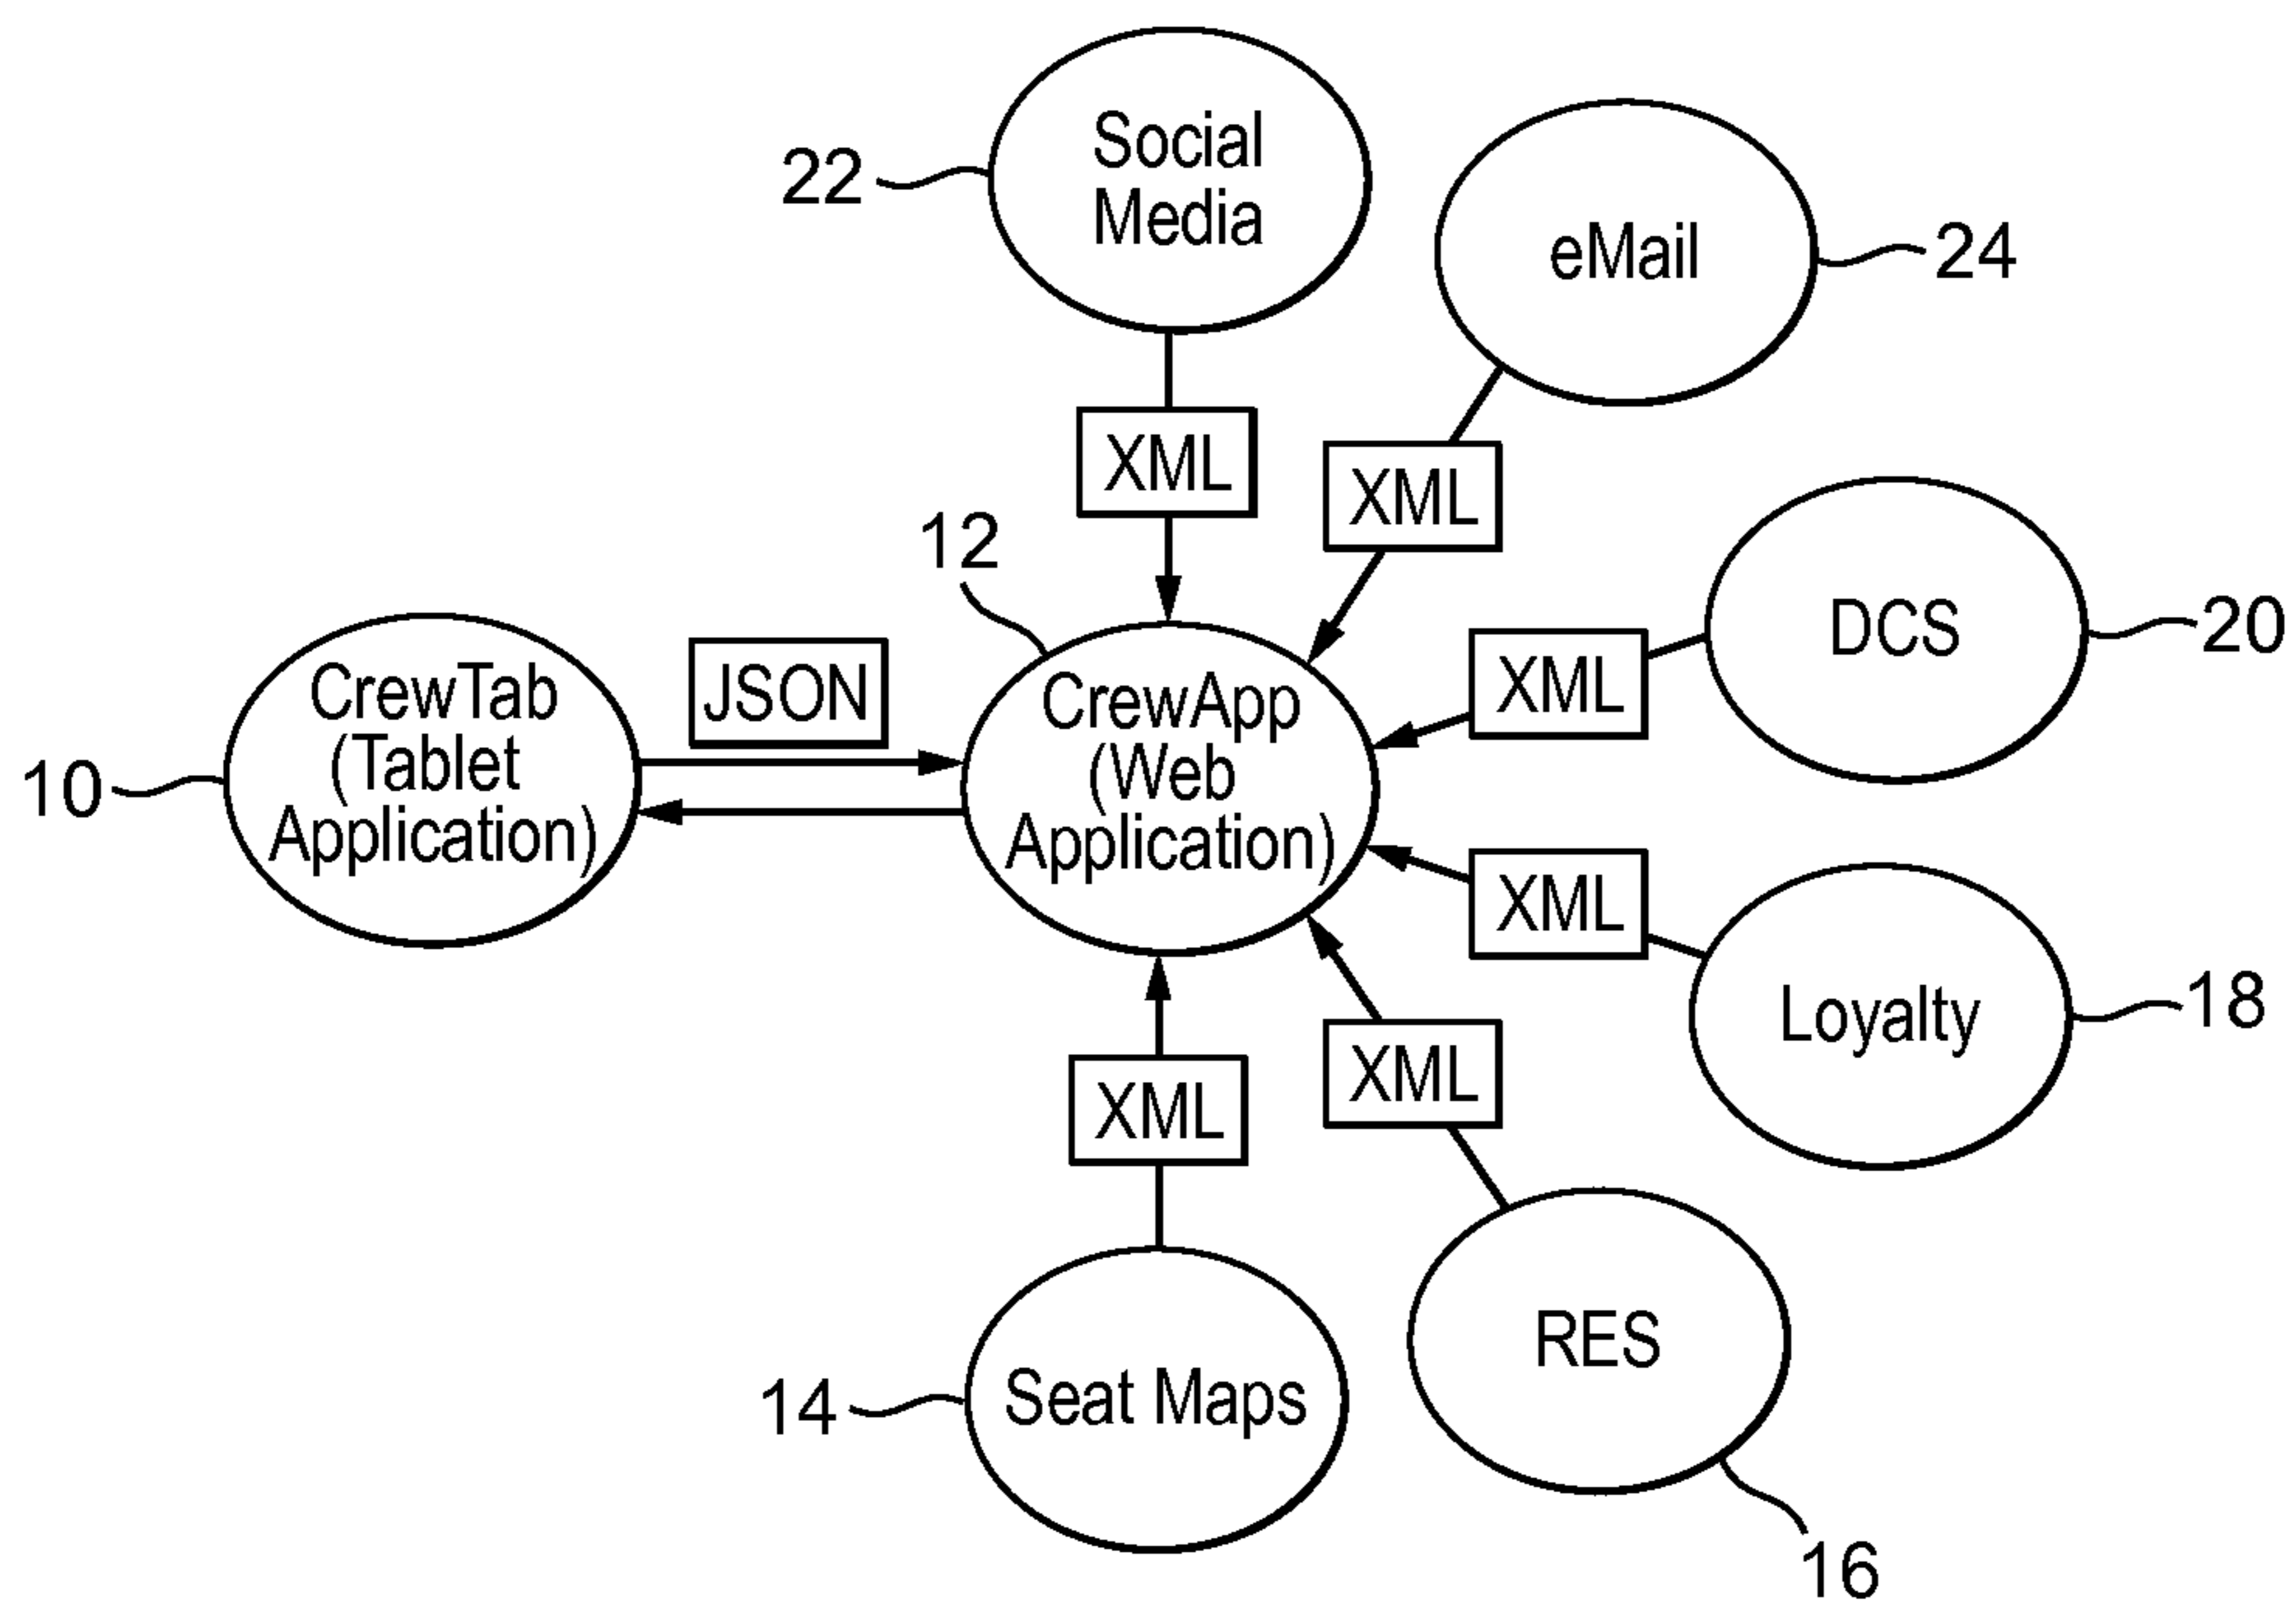 Social
Media
22
eMail
24
XML
XML
12
DCS
20
XML
CrewTab
(Tablet
Application)
10
JSON
CrewApp
(Web
Application)
XML
Loyalty
18
XML
XML
RES
16
Seat Maps
14